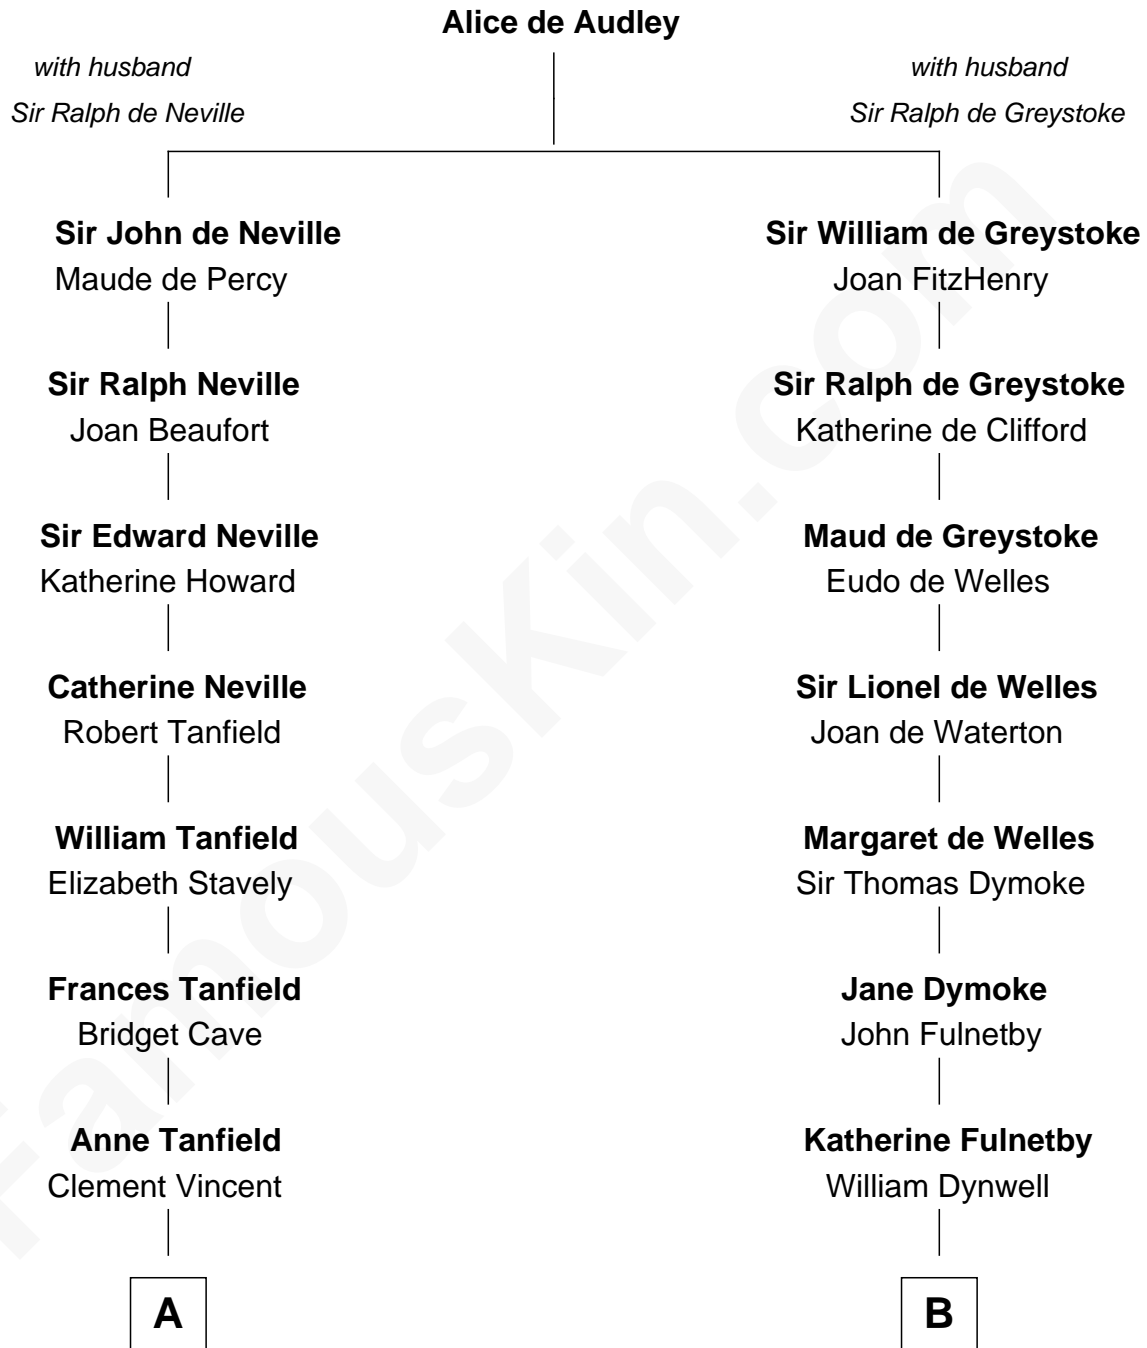 Alice de Audley
with husband
Sir Ralph de Neville
with husband
Sir Ralph de Greystoke
Sir John de Neville
Maude de Percy
Sir William de Greystoke
Joan FitzHenry
Sir Ralph Neville
Joan Beaufort
Sir Ralph de Greystoke
Katherine de Clifford
Sir Edward Neville
Katherine Howard
Maud de Greystoke
Eudo de Welles
Catherine Neville
Robert Tanfield
Sir Lionel de Welles
Joan de Waterton
William Tanfield
Elizabeth Stavely
Margaret de Welles
Sir Thomas Dymoke
Frances Tanfield
Bridget Cave
Jane Dymoke
John Fulnetby
Anne Tanfield
Clement Vincent
Katherine Fulnetby
William Dynwell
A
B
FamousKin.com